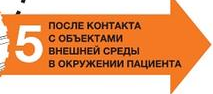 5
ПОСЛЕ КОНТАКТА
С ОБЪЕКТАМИ
ВНЕШНЕЙ СРЕДЫ
В ОКРУЖЕНИИ ПАЦИЕНТА